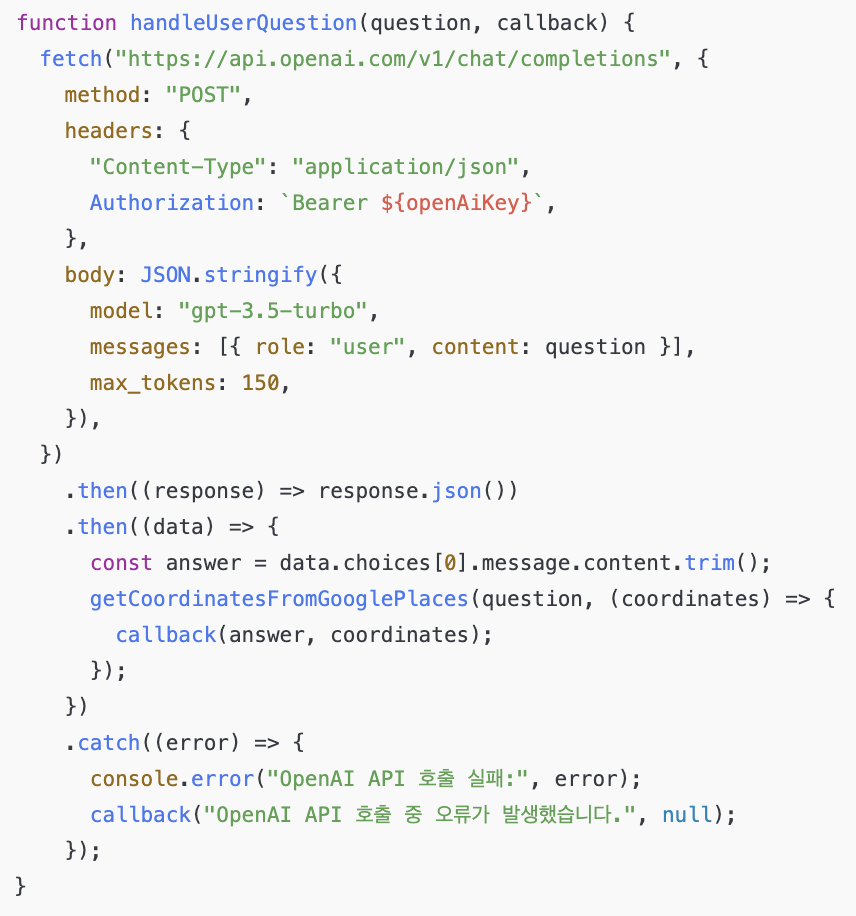 function handleUserQuestion(question, callback) {
  fetch("https://api.openai.com/v1/chat/completions", {
    method: "POST",
    headers: {
      "Content-Type": "application/json",
      Authorization: `Bearer ${openAiKey}`,
    },
    body: JSON.stringify({
      model: "gpt-3.5-turbo",
      messages: [{ role: "user", content: question }],
      max_tokens: 150,
    }),
  })
    .then((response) => response.json())
    .then((data) => {
      const answer = data.choices[0].message.content.trim();
      getCoordinatesFromGooglePlaces(question, (coordinates) => {
        callback(answer, coordinates);
      });
    })
    .catch((error) => {
      console.error("OpenAI API 호출 실패:", error);
      callback("OpenAI API 호출 중 오류가 발생했습니다.", null);
    });
}